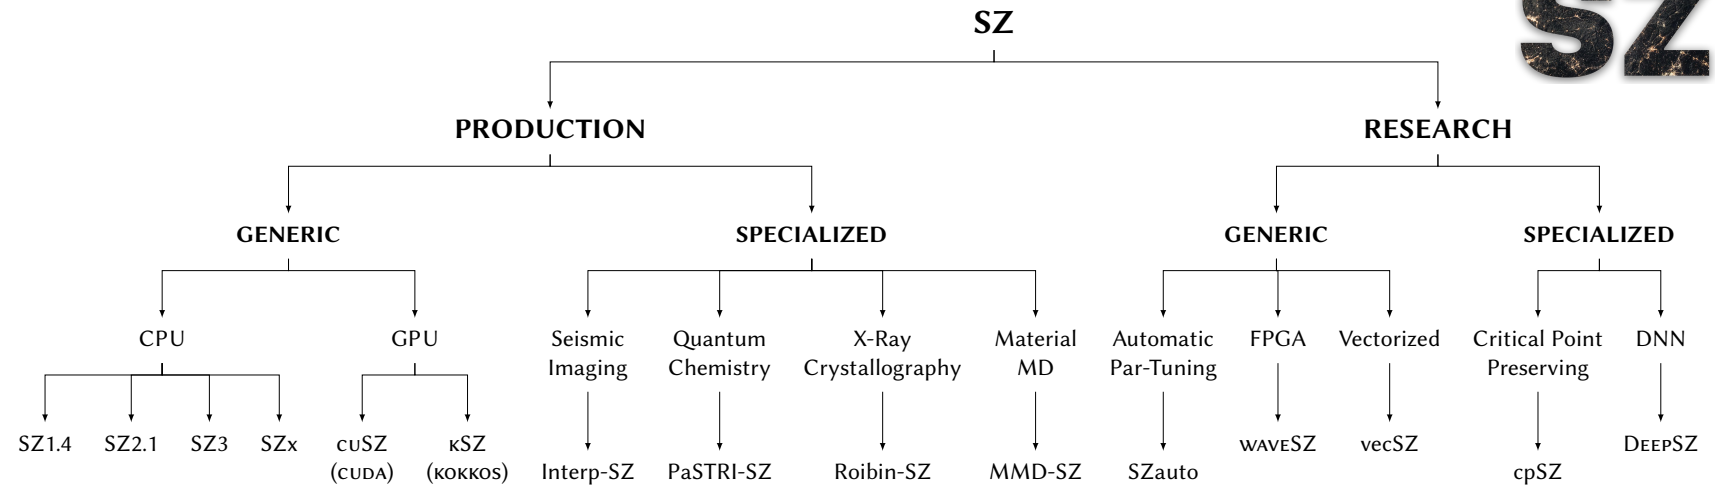 SZ
SZ
PRODUCTION
RESEARCH
GENERIC
SPECIALIZED
GENERIC
SPECIALIZED
CPU
GPU
Seismic
Imaging
Quantum
Chemistry
X-Ray
Crystallography
Material
MD
Automatic
Par-Tuning
FPGA
Vectorized
Critical Point
Preserving
DNN
SZ1.4
SZ2.1
SZ3
SZx
cuSZ
(CUDA)
κSZ
(KOKKOS)
Interp-SZ
PaSTRI-SZ
Roibin-SZ
MMD-SZ
SZauto
waveSZ
vecSZ
cpSZ
DeepSZ